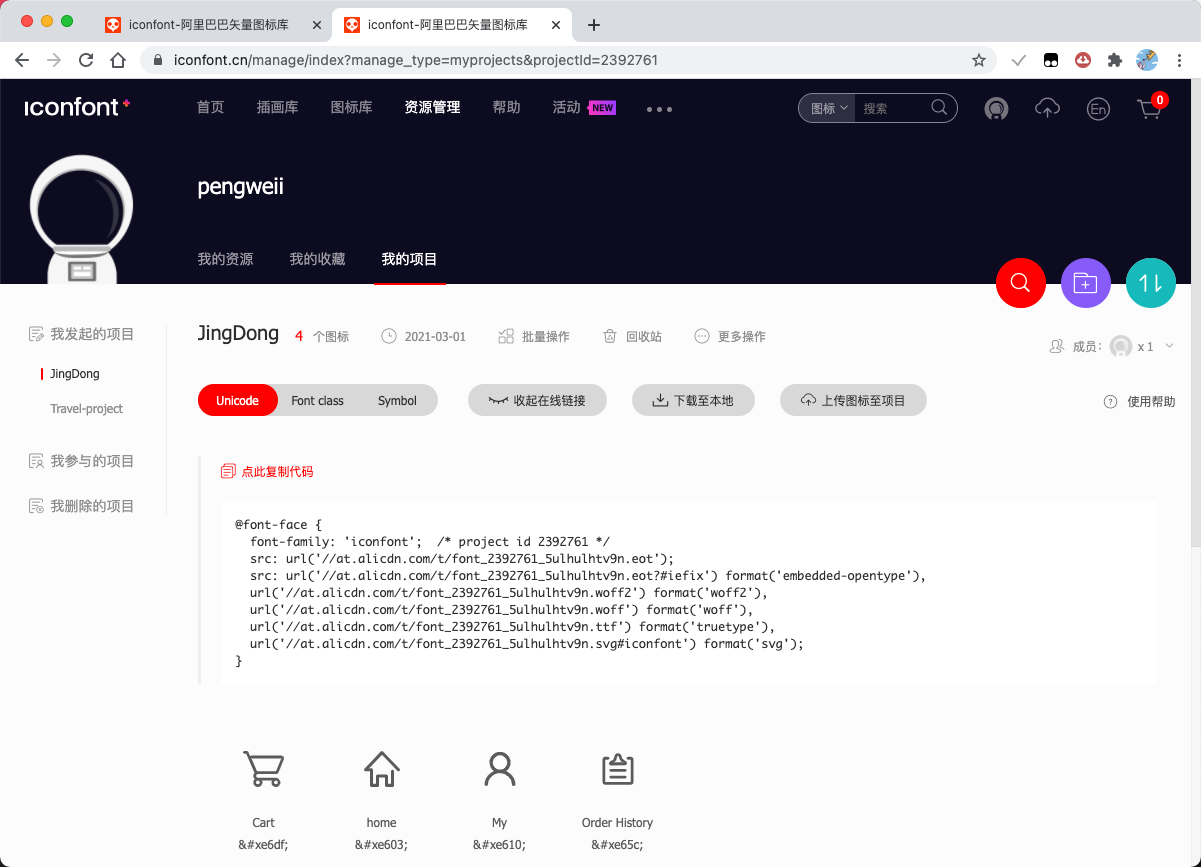 iconfont-阿里巴巴矢量图标库
iconfont-阿里巴巴矢量图标库
iconfont.cn/manage/index?manage_type=myprojects&projectId=2392761
iconfont+
首页
插画库
图标库
资源管理
帮助
活动
NEW
图标
搜索
En
0
pengweii
我的资源
我的收藏
我的项目
我发起的项目
JingDong
Travel-project
我参与的项目
我删除的项目
JingDong
4 个图标
2021-03-01
批量操作
回收站
更多操作
成员：
x 1
Unicode
Font class
Symbol
收起在线链接
下载至本地
上传图标至项目
使用帮助
点此复制代码
@font-face {
  font-family: 'iconfont';  /* project id 2392761 */
  src: url('//at.alicdn.com/t/font_2392761_5ulhulhtv9n.eot');
  src: url('//at.alicdn.com/t/font_2392761_5ulhulhtv9n.eot?#iefix') format('embedded-opentype'),
  url('//at.alicdn.com/t/font_2392761_5ulhulhtv9n.woff2') format('woff2'),
  url('//at.alicdn.com/t/font_2392761_5ulhulhtv9n.woff') format('woff'),
  url('//at.alicdn.com/t/font_2392761_5ulhulhtv9n.ttf') format('truetype'),
  url('//at.alicdn.com/t/font_2392761_5ulhulhtv9n.svg#iconfont') format('svg');
}
Cart
&#xe6df;
home
&#xe603;
My
&#xe610;
Order History
&#xe65c;